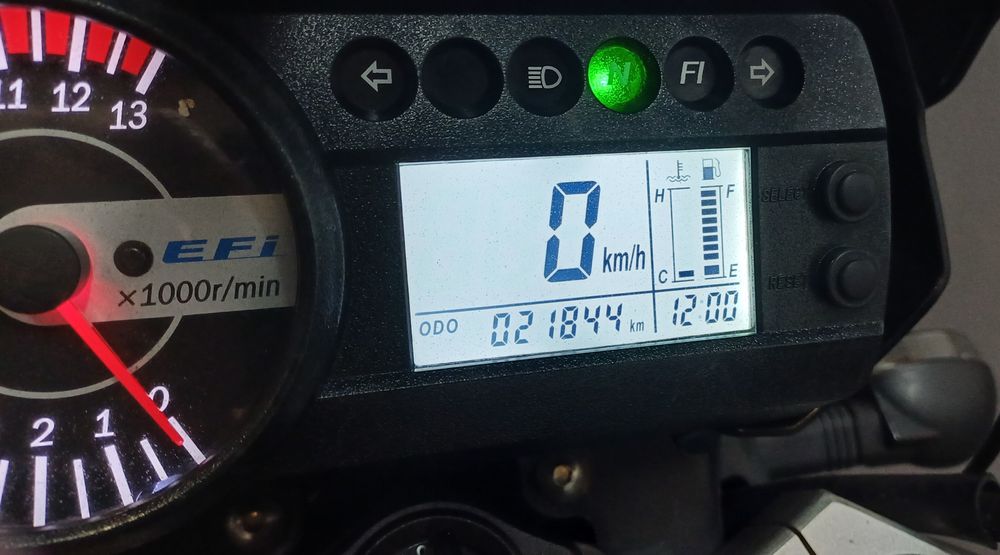 11 12 13
EFi
×1000r/min
2 1 0
N FI
0 km/h
H F
C E
ODO 021844 km 12:00
SELECT
RESET